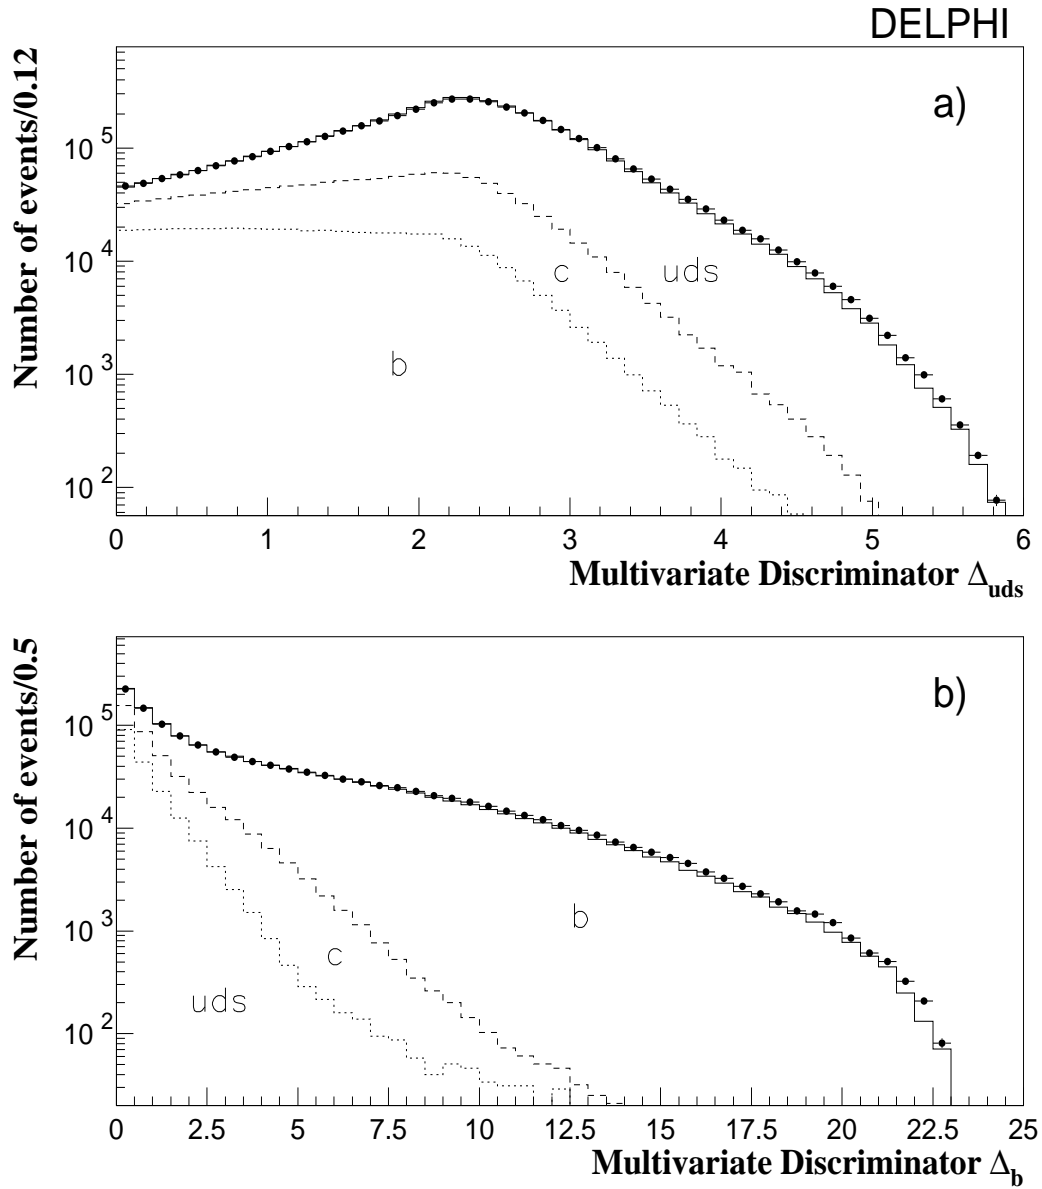 DELPHI
Number of events/0.12
a)
10^5
10^4
10^3
10^2
c
uds
b
0 1 2 3 4 5 6
Multivariate Discriminator Δ_uds
Number of events/0.5
b)
10^5
10^4
10^3
10^2
b
c
uds
0 2.5 5 7.5 10 12.5 15 17.5 20 22.5 25
Multivariate Discriminator Δ_b